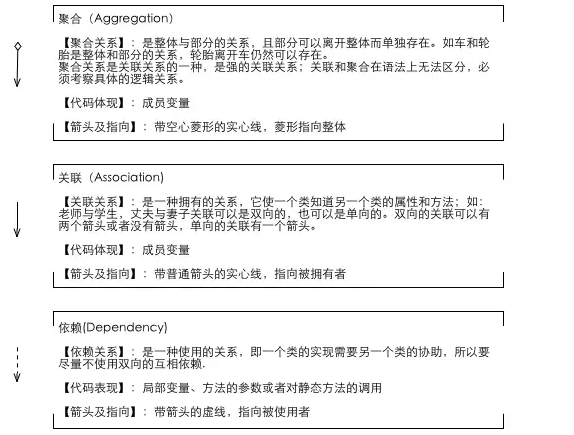 聚合（Aggregation）
【聚合关系】：是整体与部分的关系，且部分可以离开整体而单独存在。如车和轮
胎是整体和部分的关系，轮胎离开车仍然可以存在。
聚合关系是关联关系的一种，是强的关联关系；关联和聚合在语法上无法区分，必
须考察具体的逻辑关系。
【代码体现】：成员变量
【箭头及指向】：带空心菱形的实心线，菱形指向整体
关联（Association)
【关联关系】：是一种拥有的关系，它使一个类知道另一个类的属性和方法；如：
老师与学生，丈夫与妻子关联可以是双向的，也可以是单向的。双向的关联可以有
两个箭头或者没有箭头，单向的关联有一个箭头。
【代码体现】：成员变量
【箭头及指向】：带普通箭头的实心线，指向被拥有者
依赖(Dependency)
【依赖关系】：是一种使用的关系，即一个类的实现需要另一个类的协助，所以要
尽量不使用双向的互相依赖.
【代码表现】：局部变量、方法的参数或者对静态方法的调用
【箭头及指向】：带箭头的虚线，指向被使用者